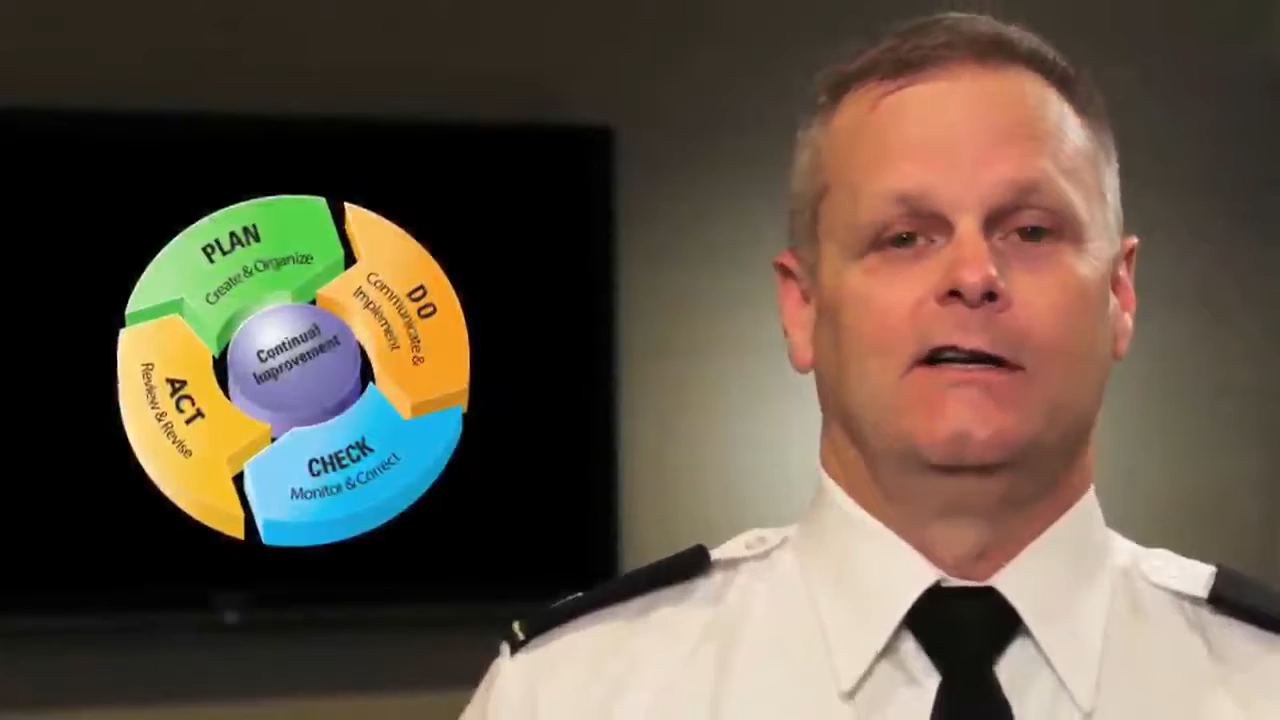 PLAN
Create & Organize
DO
Communicate &
Implement
CHECK
Monitor & Correct
ACT
Review & Revise
Continual
Improvement